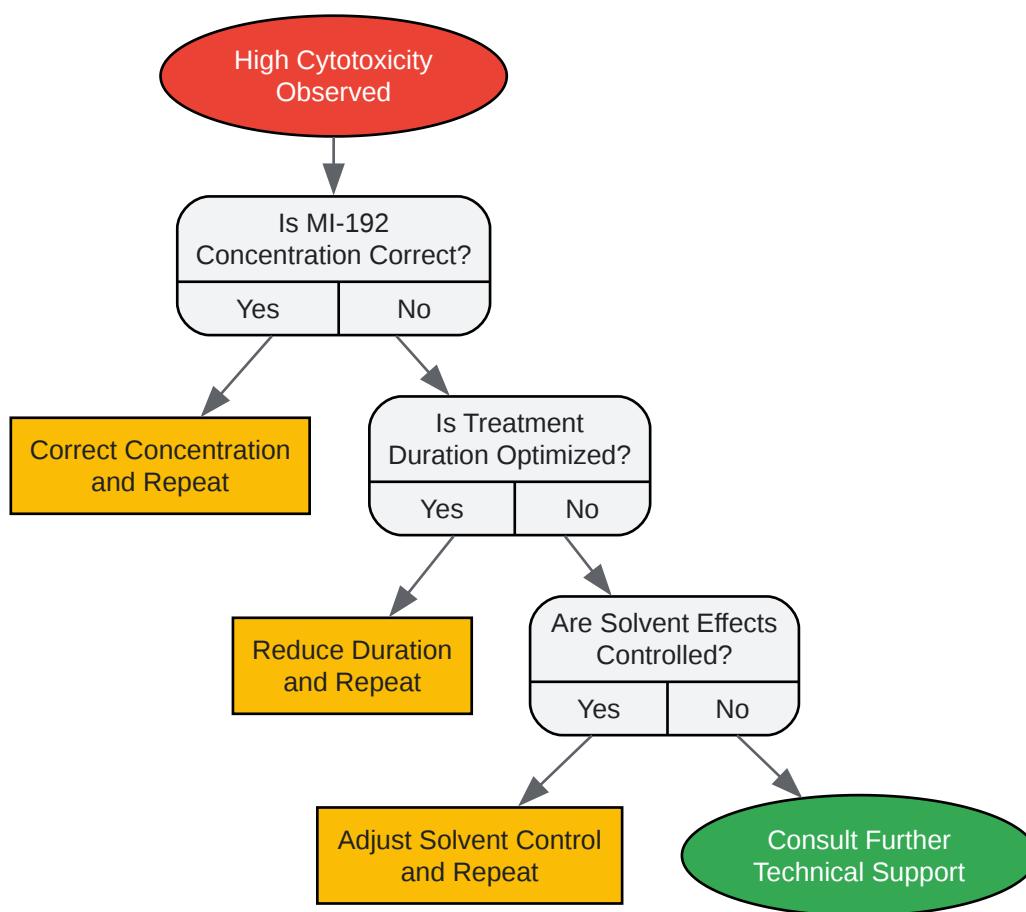 High Cytotoxicity
Observed
Is MI-192
Concentration Correct?
Yes
No
Correct Concentration
and Repeat
Is Treatment
Duration Optimized?
Yes
No
Reduce Duration
and Repeat
Are Solvent Effects
Controlled?
Yes
No
Adjust Solvent Control
and Repeat
Consult Further
Technical Support